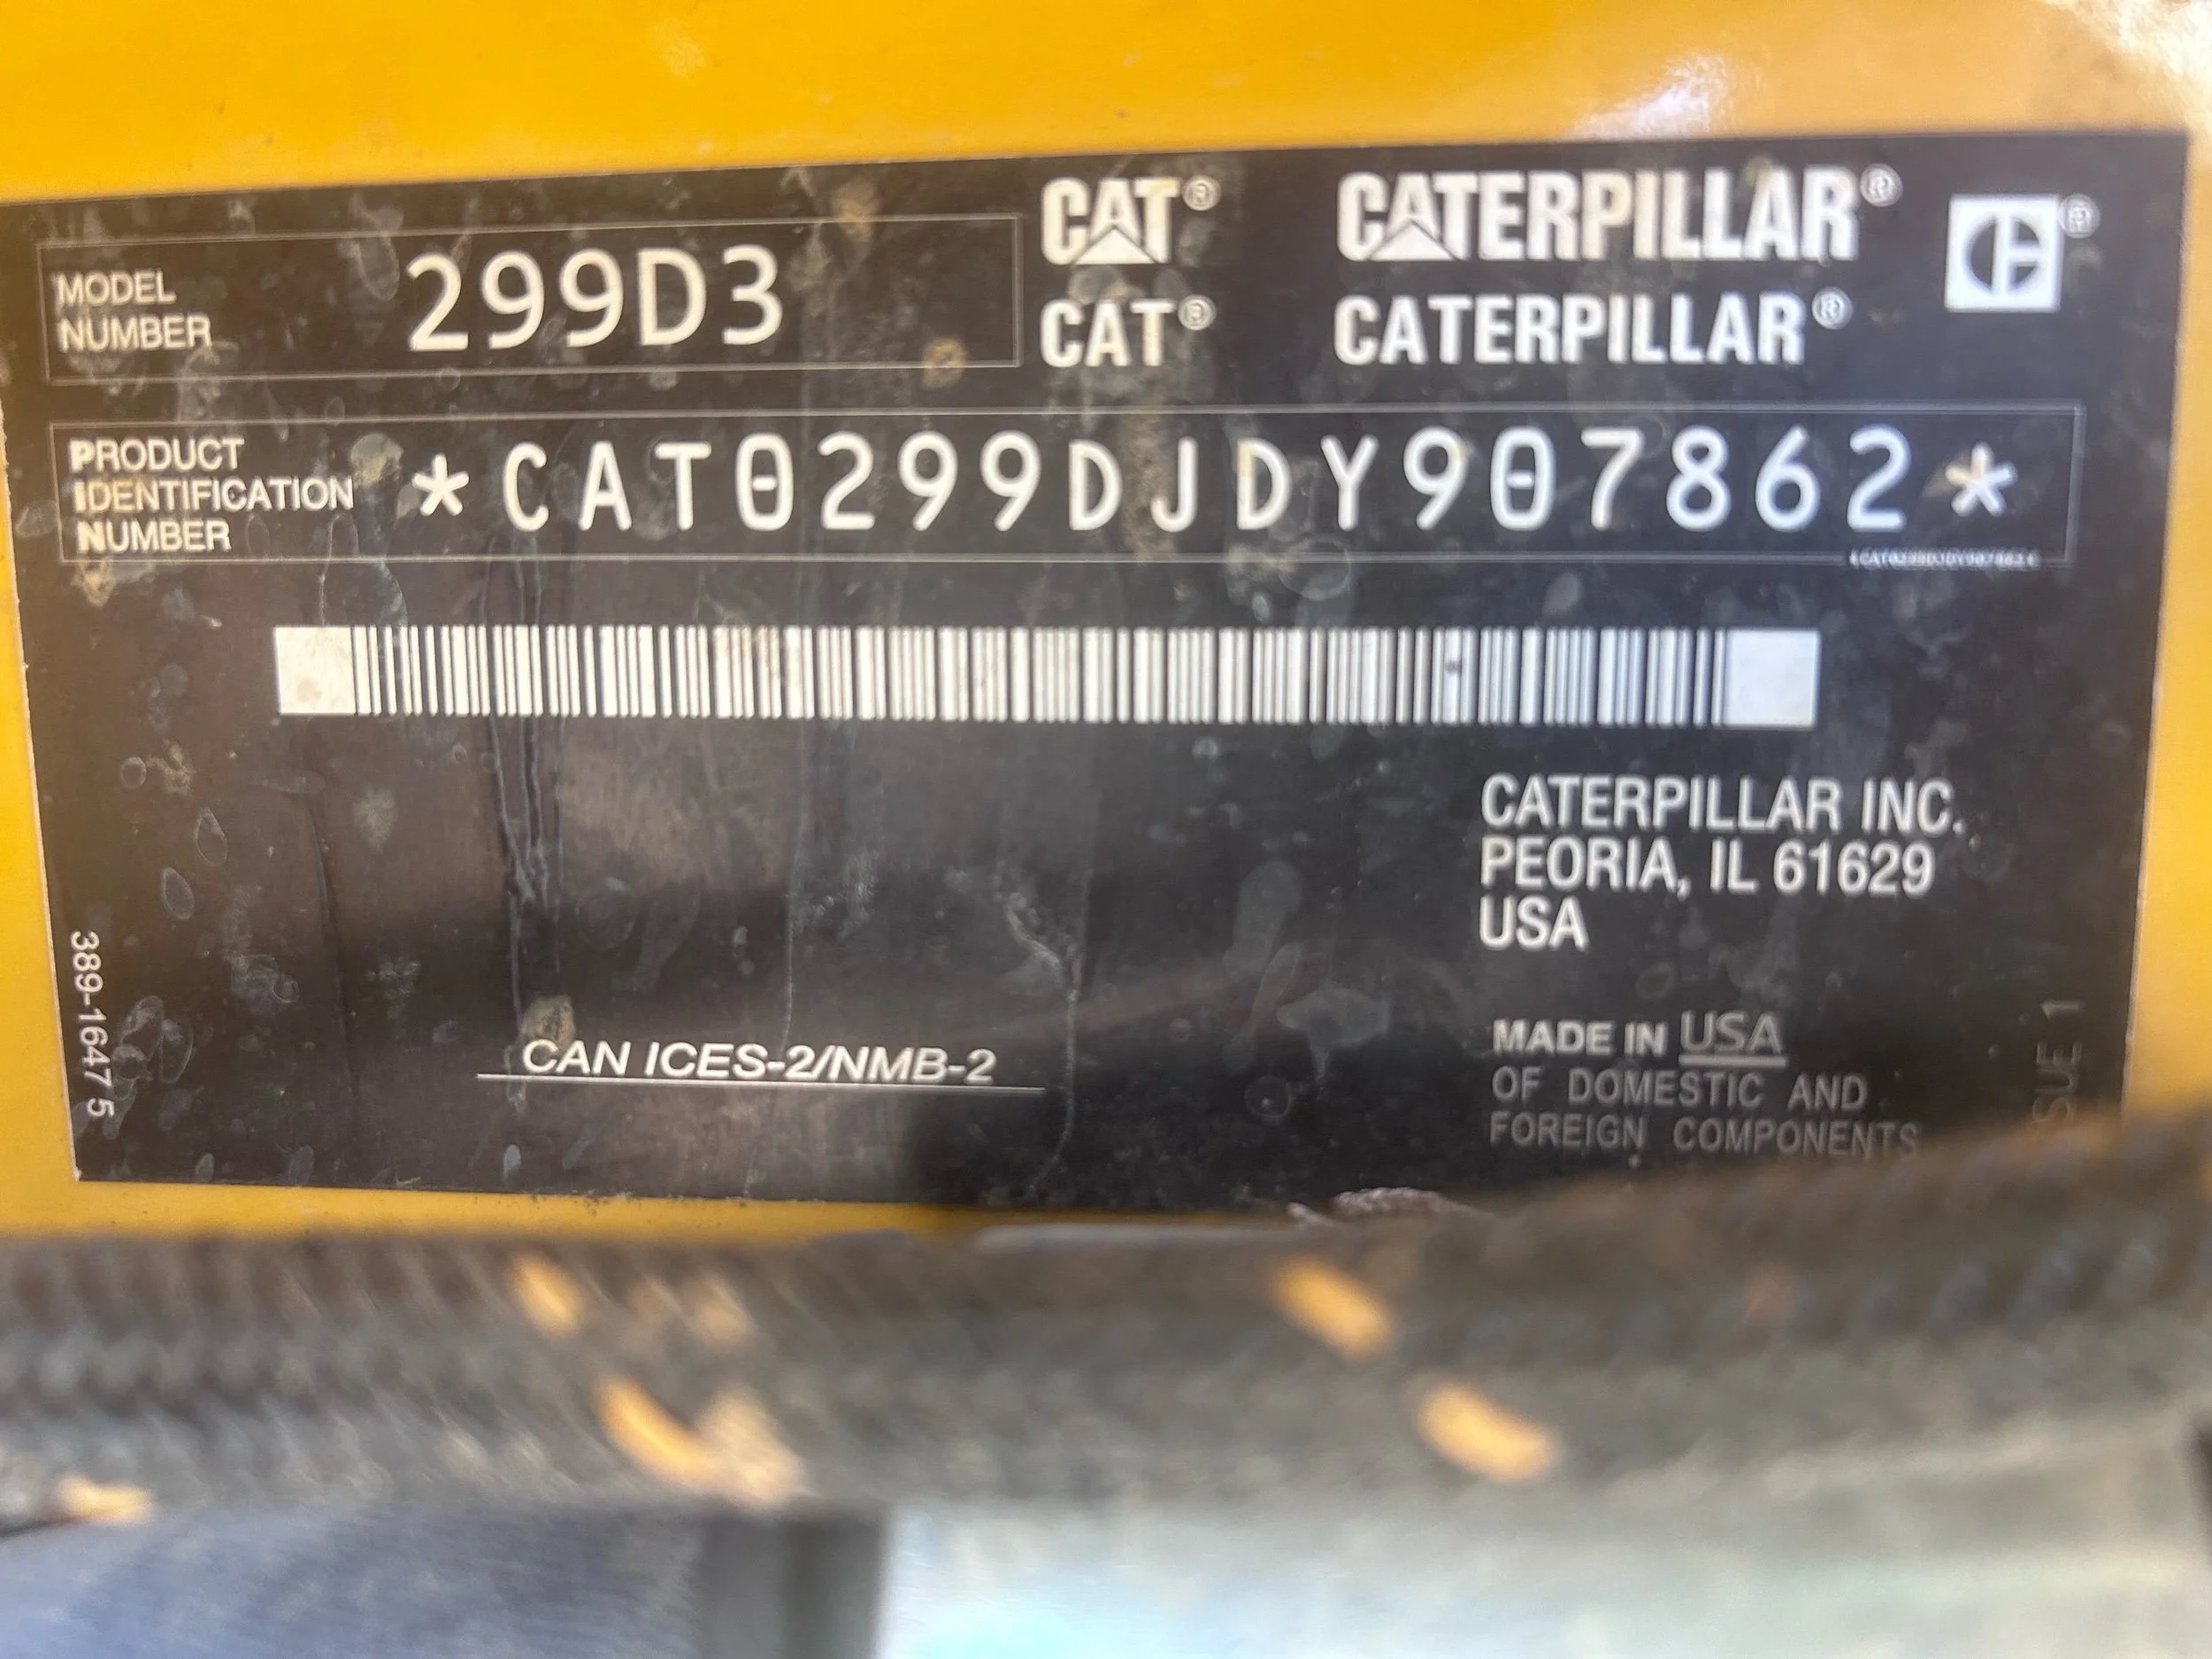 MODEL
NUMBER
299D3
CAT® CATERPILLAR® ®
CAT® CATERPILLAR®
PRODUCT
IDENTIFICATION
NUMBER
*CAT0299DJDY907862*
CATERPILLAR INC.
PEORIA, IL 61629
USA
389-1647 5
CAN ICES-2/NMB-2
MADE IN USA
OF DOMESTIC AND
FOREIGN COMPONENTS
1